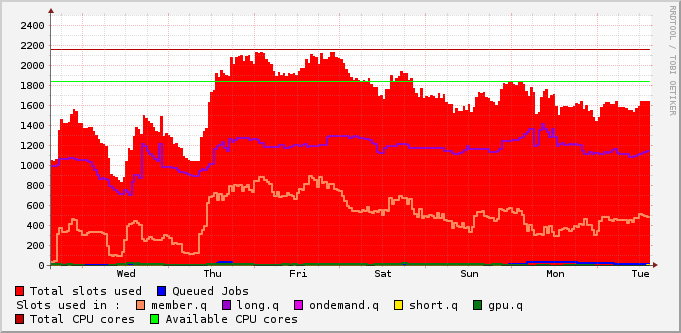 2400
2200
2000
1800
1600
1400
1200
1000
800
600
400
200
0
Wed Thu Fri Sat Sun Mon Tue
RRDTOOL / TOBI OETIKER
Total slots used Queued Jobs
Slots used in : member.q long.q ondemand.q short.q gpu.q
Total CPU cores Available CPU cores